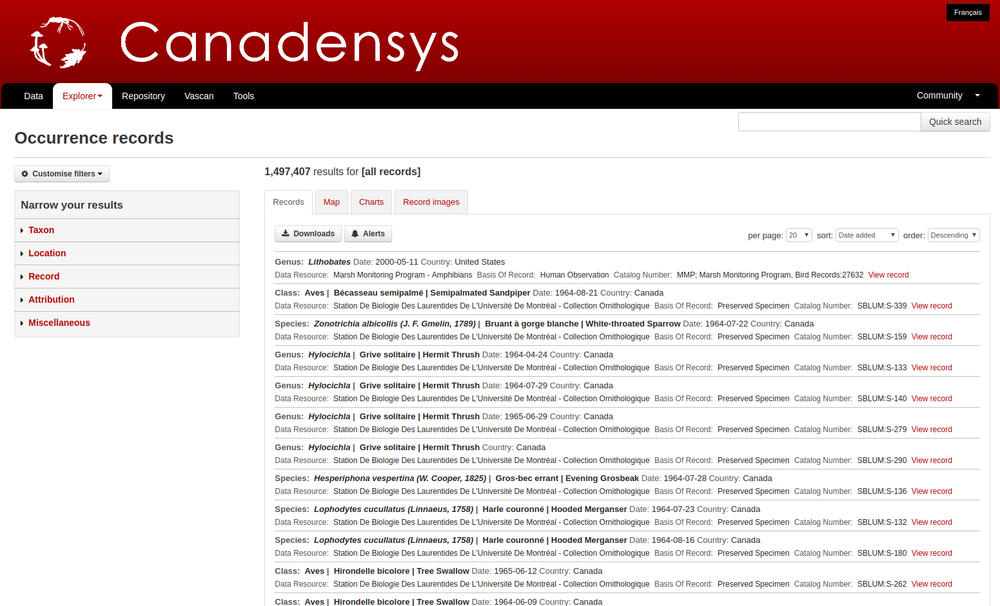 Français
Canadensys
Data Explorer Repository Vascan Tools Community
Quick search
Occurrence records
Customise filters
1,497,407 results for [all records]
Narrow your results
Taxon
Location
Record
Attribution
Miscellaneous
Records Map Charts Record images
Downloads Alerts per page: 20 sort: Date added order: Descending
Genus: Lithobates Date: 2000-05-11 Country: United States
Data Resource: Marsh Monitoring Program - Amphibians Basis Of Record: Human Observation Catalog Number: MMP; Marsh Monitoring Program, Bird Records:27632 View record
Class: Aves | Bécasseau semipalmé | Semipalmated Sandpiper Date: 1964-08-21 Country: Canada
Data Resource: Station De Biologie Des Laurentides De L'Université De Montréal - Collection Ornithologique Basis Of Record: Preserved Specimen Catalog Number: SBLUM:S-339 View record
Species: Zonotrichia albicollis (J. F. Gmelin, 1789) | Bruant à gorge blanche | White-throated Sparrow Date: 1964-07-22 Country: Canada
Data Resource: Station De Biologie Des Laurentides De L'Université De Montréal - Collection Ornithologique Basis Of Record: Preserved Specimen Catalog Number: SBLUM:S-159 View record
Genus: Hylocichla | Grive solitaire | Hermit Thrush Date: 1964-04-24 Country: Canada
Data Resource: Station De Biologie Des Laurentides De L'Université De Montréal - Collection Ornithologique Basis Of Record: Preserved Specimen Catalog Number: SBLUM:S-133 View record
Genus: Hylocichla | Grive solitaire | Hermit Thrush Date: 1964-07-29 Country: Canada
Data Resource: Station De Biologie Des Laurentides De L'Université De Montréal - Collection Ornithologique Basis Of Record: Preserved Specimen Catalog Number: SBLUM:S-140 View record
Genus: Hylocichla | Grive solitaire | Hermit Thrush Date: 1965-06-29 Country: Canada
Data Resource: Station De Biologie Des Laurentides De L'Université De Montréal - Collection Ornithologique Basis Of Record: Preserved Specimen Catalog Number: SBLUM:S-279 View record
Genus: Hylocichla | Grive solitaire | Hermit Thrush Country: Canada
Data Resource: Station De Biologie Des Laurentides De L'Université De Montréal - Collection Ornithologique Basis Of Record: Preserved Specimen Catalog Number: SBLUM:S-290 View record
Species: Hesperiphona vespertina (W. Cooper, 1825) | Gros-bec errant | Evening Grosbeak Date: 1964-07-28 Country: Canada
Data Resource: Station De Biologie Des Laurentides De L'Université De Montréal - Collection Ornithologique Basis Of Record: Preserved Specimen Catalog Number: SBLUM:S-136 View record
Species: Lophodytes cucullatus (Linnaeus, 1758) | Harle couronné | Hooded Merganser Date: 1964-07-23 Country: Canada
Data Resource: Station De Biologie Des Laurentides De L'Université De Montréal - Collection Ornithologique Basis Of Record: Preserved Specimen Catalog Number: SBLUM:S-132 View record
Species: Lophodytes cucullatus (Linnaeus, 1758) | Harle couronné | Hooded Merganser Date: 1964-08-16 Country: Canada
Data Resource: Station De Biologie Des Laurentides De L'Université De Montréal - Collection Ornithologique Basis Of Record: Preserved Specimen Catalog Number: SBLUM:S-180 View record
Class: Aves | Hirondelle bicolore | Tree Swallow Date: 1965-06-12 Country: Canada
Data Resource: Station De Biologie Des Laurentides De L'Université De Montréal - Collection Ornithologique Basis Of Record: Preserved Specimen Catalog Number: SBLUM:S-262 View record
Class: Aves | Hirondelle bicolore | Tree Swallow Date: 1964-06-09 Country: Canada